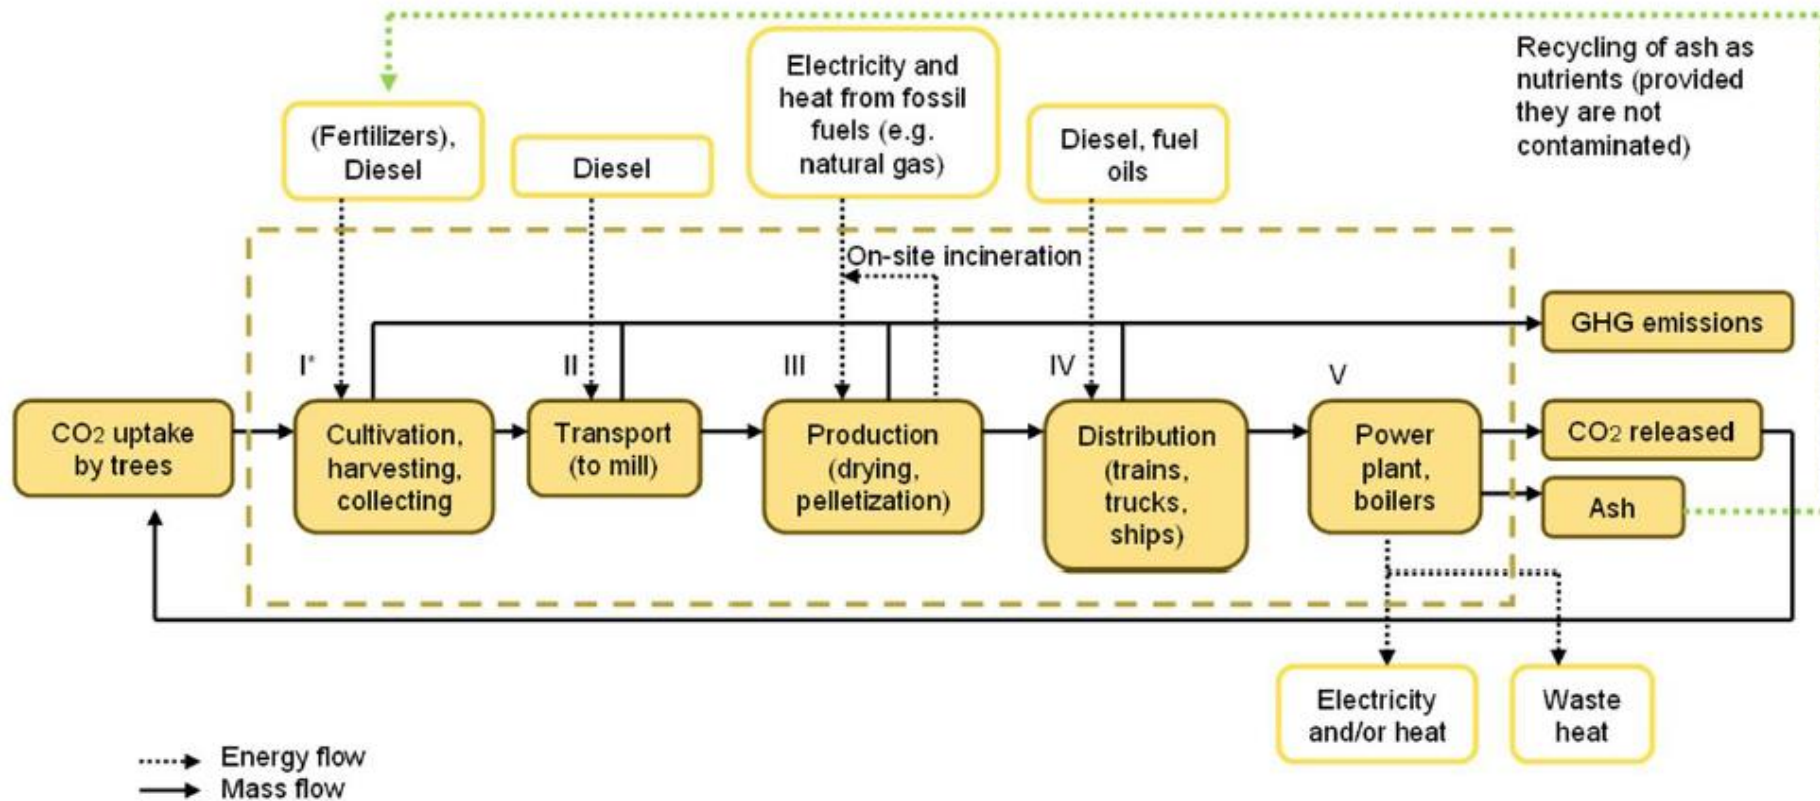 Recycling of ash as
nutrients (provided
they are not
contaminated)
(Fertilizers),
Diesel
Diesel
Electricity and
heat from fossil
fuels (e.g.
natural gas)
Diesel, fuel
oils
On-site incineration
GHG emissions
I*
II
III
IV
V
CO2 uptake
by trees
Cultivation,
harvesting,
collecting
Transport
(to mill)
Production
(drying,
pelletization)
Distribution
(trains,
trucks,
ships)
Power
plant,
boilers
CO2 released
Ash
Electricity
and/or heat
Waste
heat
Energy flow
Mass flow